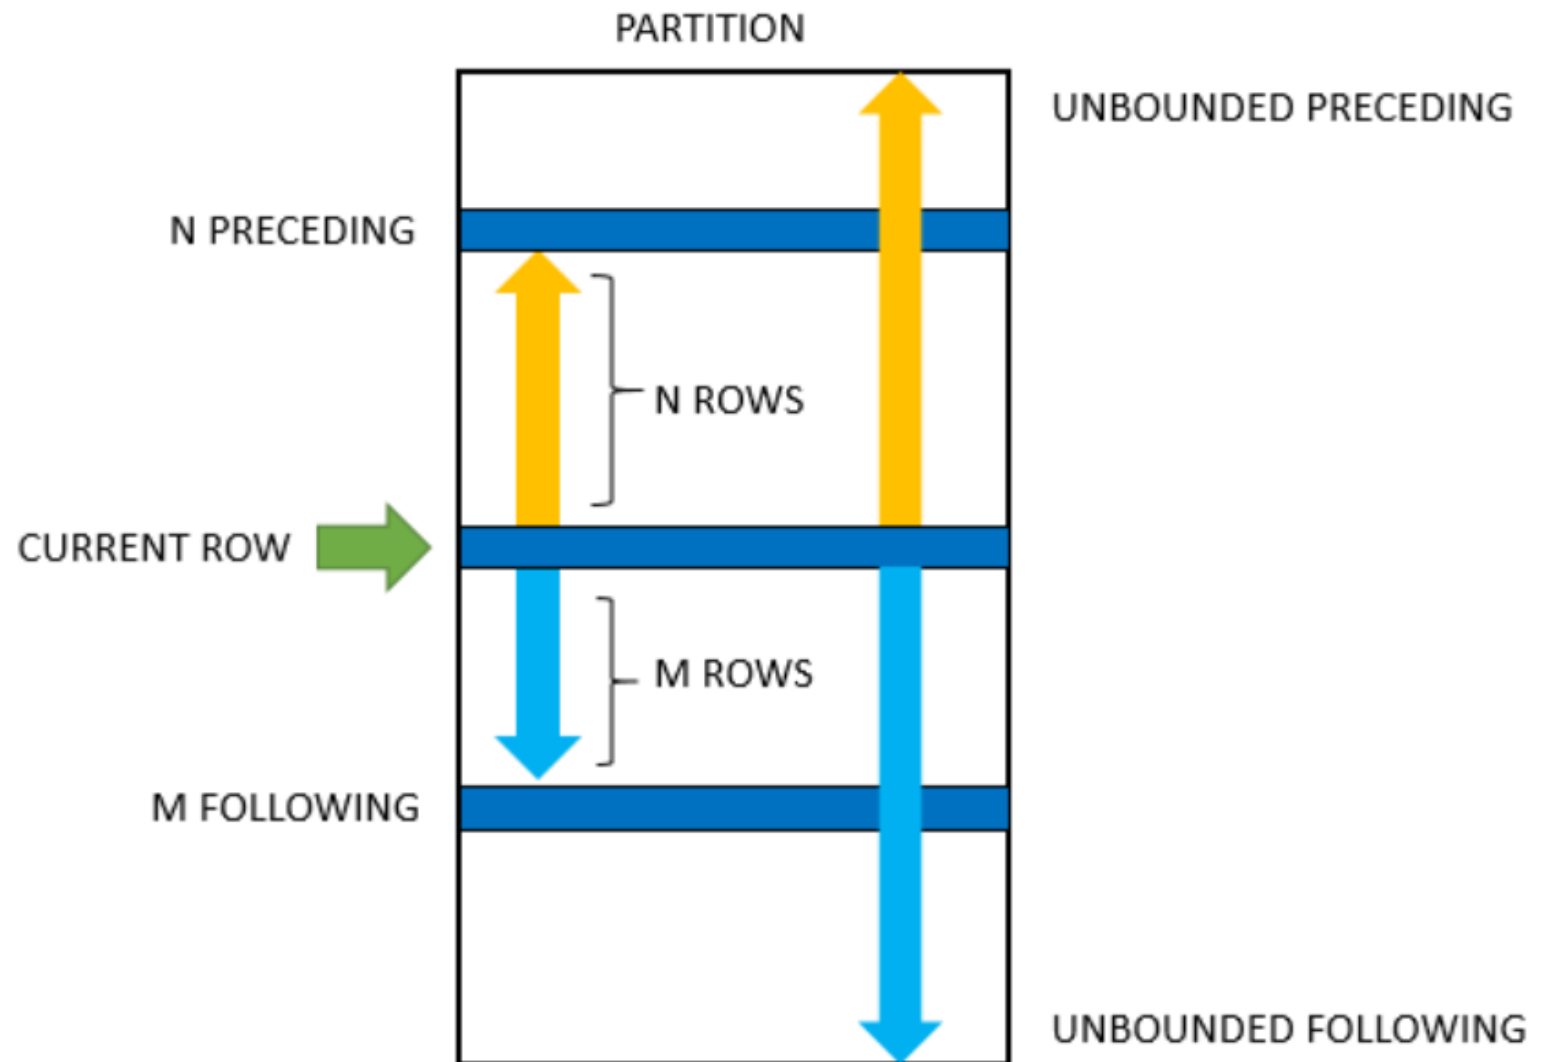 PARTITION
UNBOUNDED PRECEDING
N PRECEDING
N ROWS
CURRENT ROW
M ROWS
M FOLLOWING
UNBOUNDED FOLLOWING